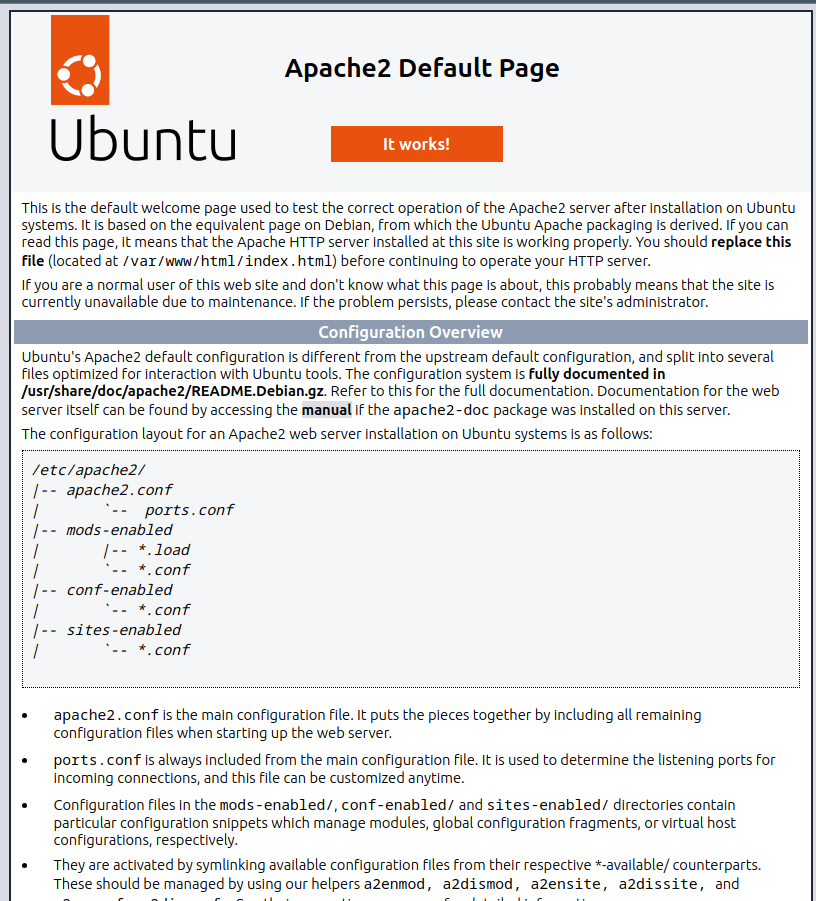 Apache2 Default Page
Ubuntu
It works!
This is the default welcome page used to test the correct operation of the Apache2 server after installation on Ubuntu
systems. It is based on the equivalent page on Debian, from which the Ubuntu Apache packaging is derived. If you can
read this page, it means that the Apache HTTP server installed at this site is working properly. You should replace this
file (located at /var/www/html/index.html) before continuing to operate your HTTP server.
If you are a normal user of this web site and don't know what this page is about, this probably means that the site is
currently unavailable due to maintenance. If the problem persists, please contact the site's administrator.
Configuration Overview
Ubuntu's Apache2 default configuration is different from the upstream default configuration, and split into several
files optimized for interaction with Ubuntu tools. The configuration system is fully documented in
/usr/share/doc/apache2/README.Debian.gz. Refer to this for the full documentation. Documentation for the web
server itself can be found by accessing the manual if the apache2-doc package was installed on this server.
The configuration layout for an Apache2 web server installation on Ubuntu systems is as follows:
/etc/apache2/
|-- apache2.conf
|       `--  ports.conf
|-- mods-enabled
|       |-- *.load
|       `-- *.conf
|-- conf-enabled
|       `-- *.conf
|-- sites-enabled
|       `-- *.conf
• apache2.conf is the main configuration file. It puts the pieces together by including all remaining
configuration files when starting up the web server.
• ports.conf is always included from the main configuration file. It is used to determine the listening ports for
incoming connections, and this file can be customized anytime.
• Configuration files in the mods-enabled/, conf-enabled/ and sites-enabled/ directories contain
particular configuration snippets which manage modules, global configuration fragments, or virtual host
configurations, respectively.
• They are activated by symlinking available configuration files from their respective *-available/ counterparts.
These should be managed by using our helpers a2enmod, a2dismod, a2ensite, a2dissite, and